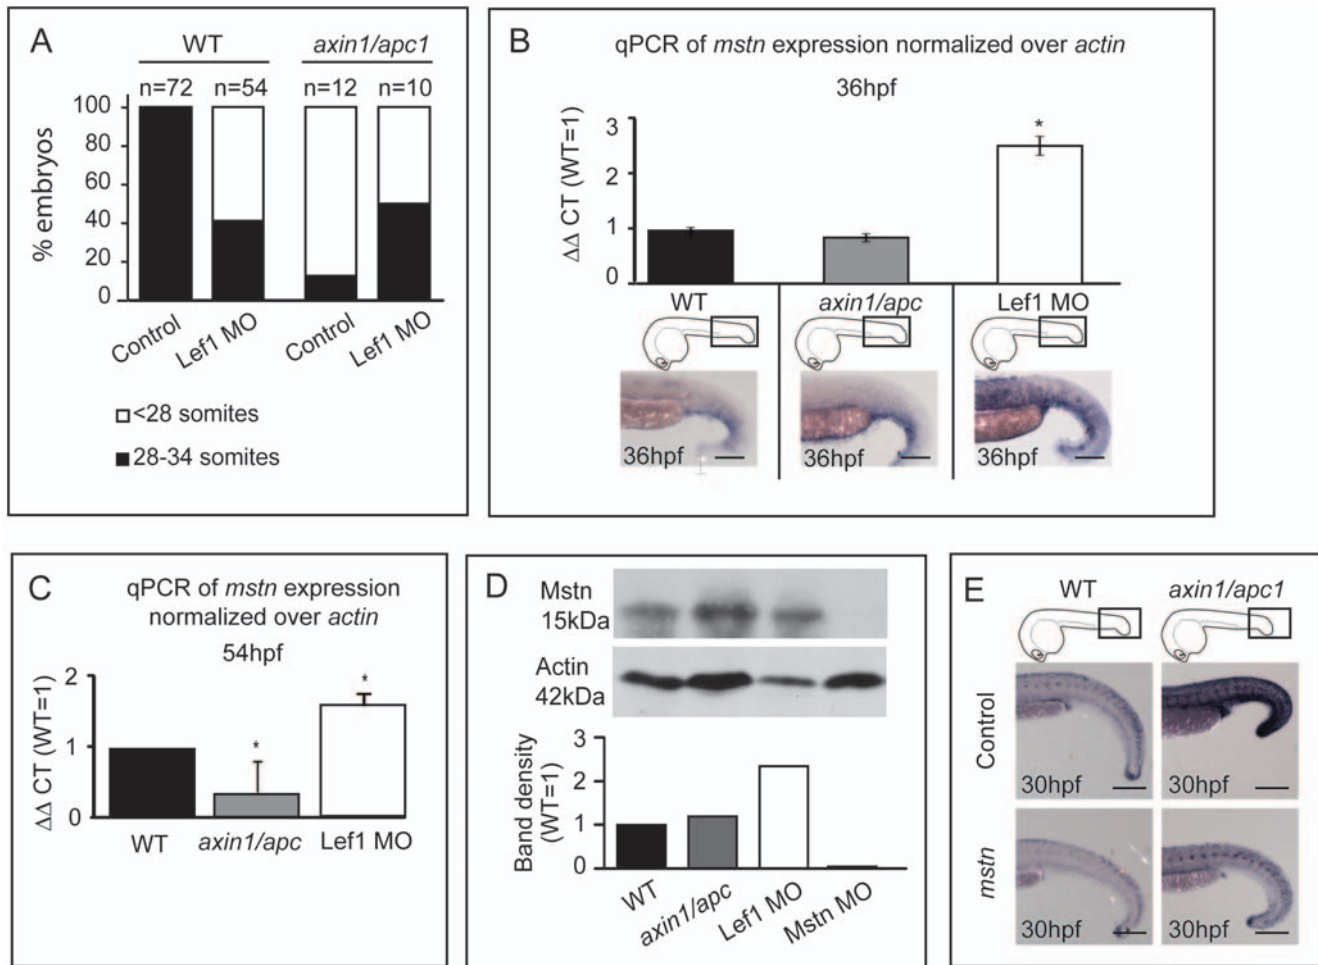 A
WT
axin1/apc1
n=72 n=54 n=12 n=10
100
80
60
40
20
0
% embryos
Control
Lef1 MO
Control
Lef1 MO
<28 somites
28-34 somites
B
qPCR of mstn expression normalized over actin
36hpf
3
2
1
0
ΔΔ CT (WT=1)
*
WT
axin1/apc
Lef1 MO
36hpf
36hpf
36hpf
C
qPCR of mstn expression
normalized over actin
54hpf
2
1
0
ΔΔ CT (WT=1)
*
*
WT
axin1/apc
Lef1 MO
D
Mstn
15kDa
Actin
42kDa
Band density
(WT=1)
3
2
1
0
WT
axin1/apc
Lef1 MO
Mstn MO
E
WT
axin1/apc1
Control
30hpf
30hpf
mstn
30hpf
30hpf